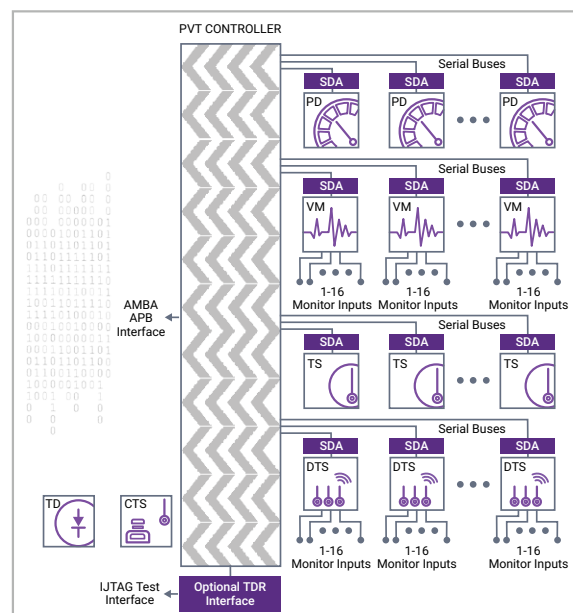 PVT CONTROLLER
Serial Buses
SDA SDA SDA
PD PD PD
Serial Buses
SDA SDA SDA
VM VM VM
1-16 1-16 1-16
Monitor Inputs Monitor Inputs Monitor Inputs
AMBA
APB
Interface
Serial Buses
SDA SDA SDA
TS TS TS
Serial Buses
SDA SDA SDA
DTS DTS DTS
1-16 1-16 1-16
Monitor Inputs Monitor Inputs Monitor Inputs
TD CTS
IJTAG Test
Interface
Optional TDR
Interface